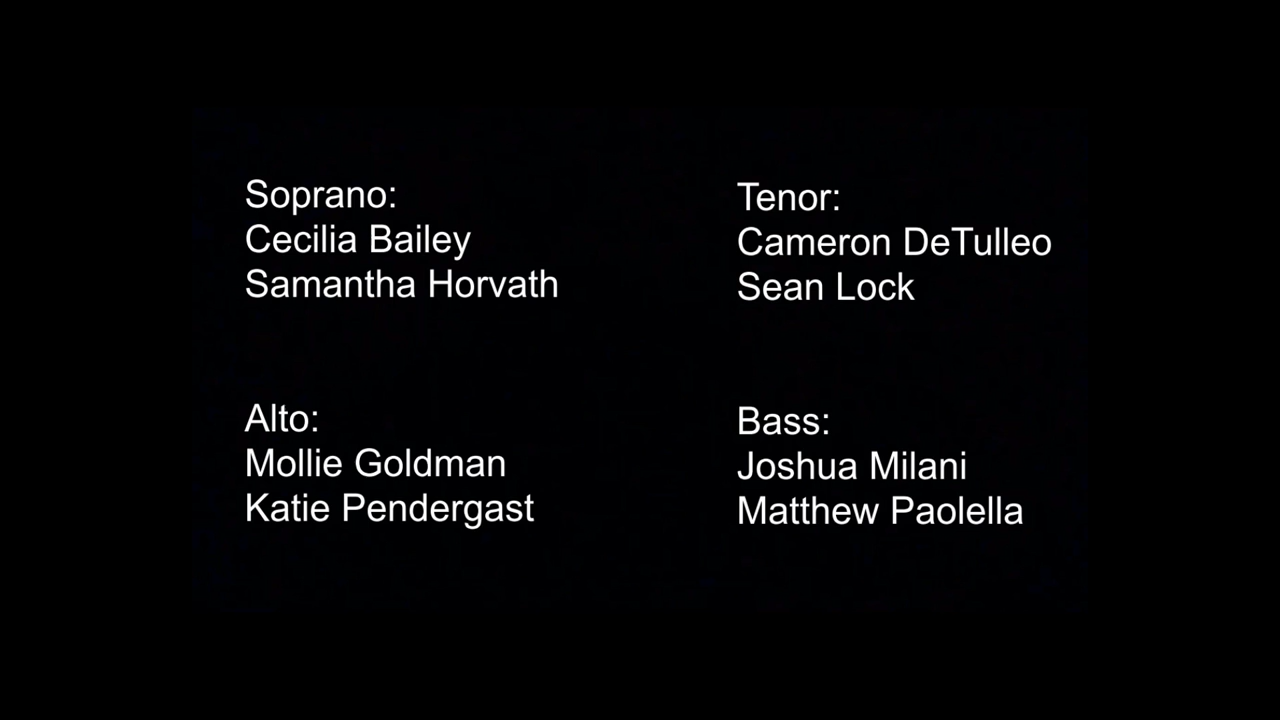 Soprano:
Cecilia Bailey
Samantha Horvath
Alto:
Mollie Goldman
Katie Pendergast
Tenor:
Cameron DeTulleo
Sean Lock
Bass:
Joshua Milani
Matthew Paolella